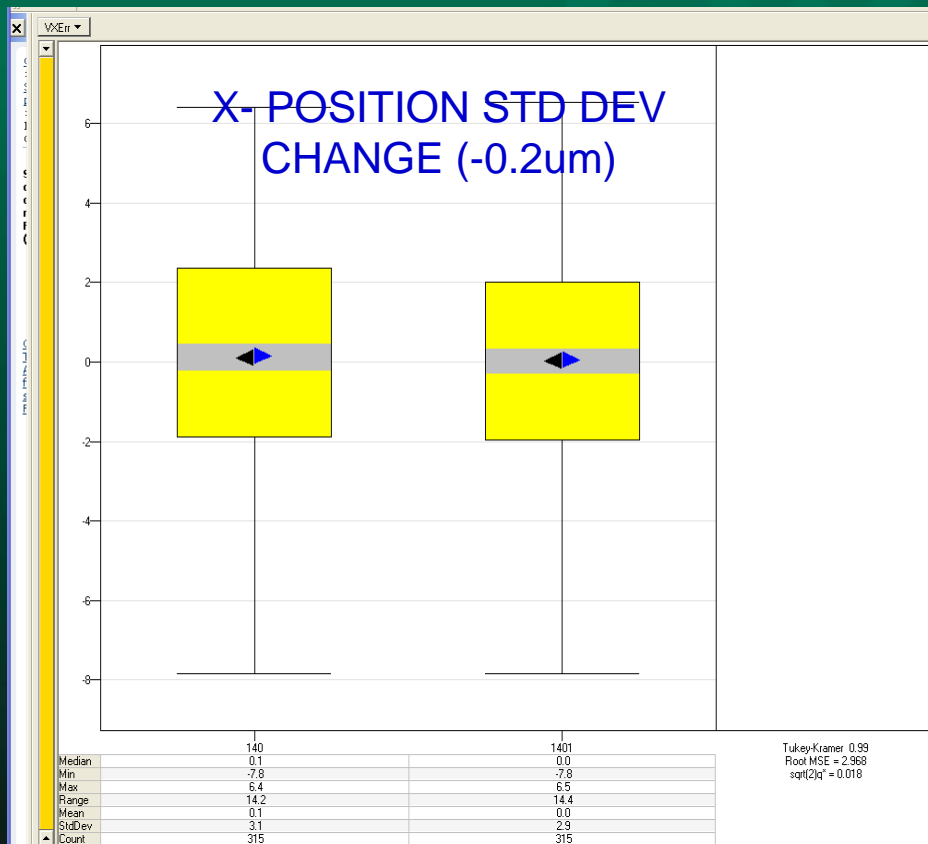 VXErr
X- POSITION STD DEV
CHANGE (-0.2um)
6
4
2
0
-2
-4
-6
-8
140 1401
Median 0.1 0.0
Min -7.8 -7.8
Max 6.4 6.5
Range 14.2 14.4
Mean 0.1 0.0
StdDev 3.1 2.9
Count 315 315
Tukey-Kramer 0.99
Root MSE = 2.968
sqrt(2)q* = 0.018